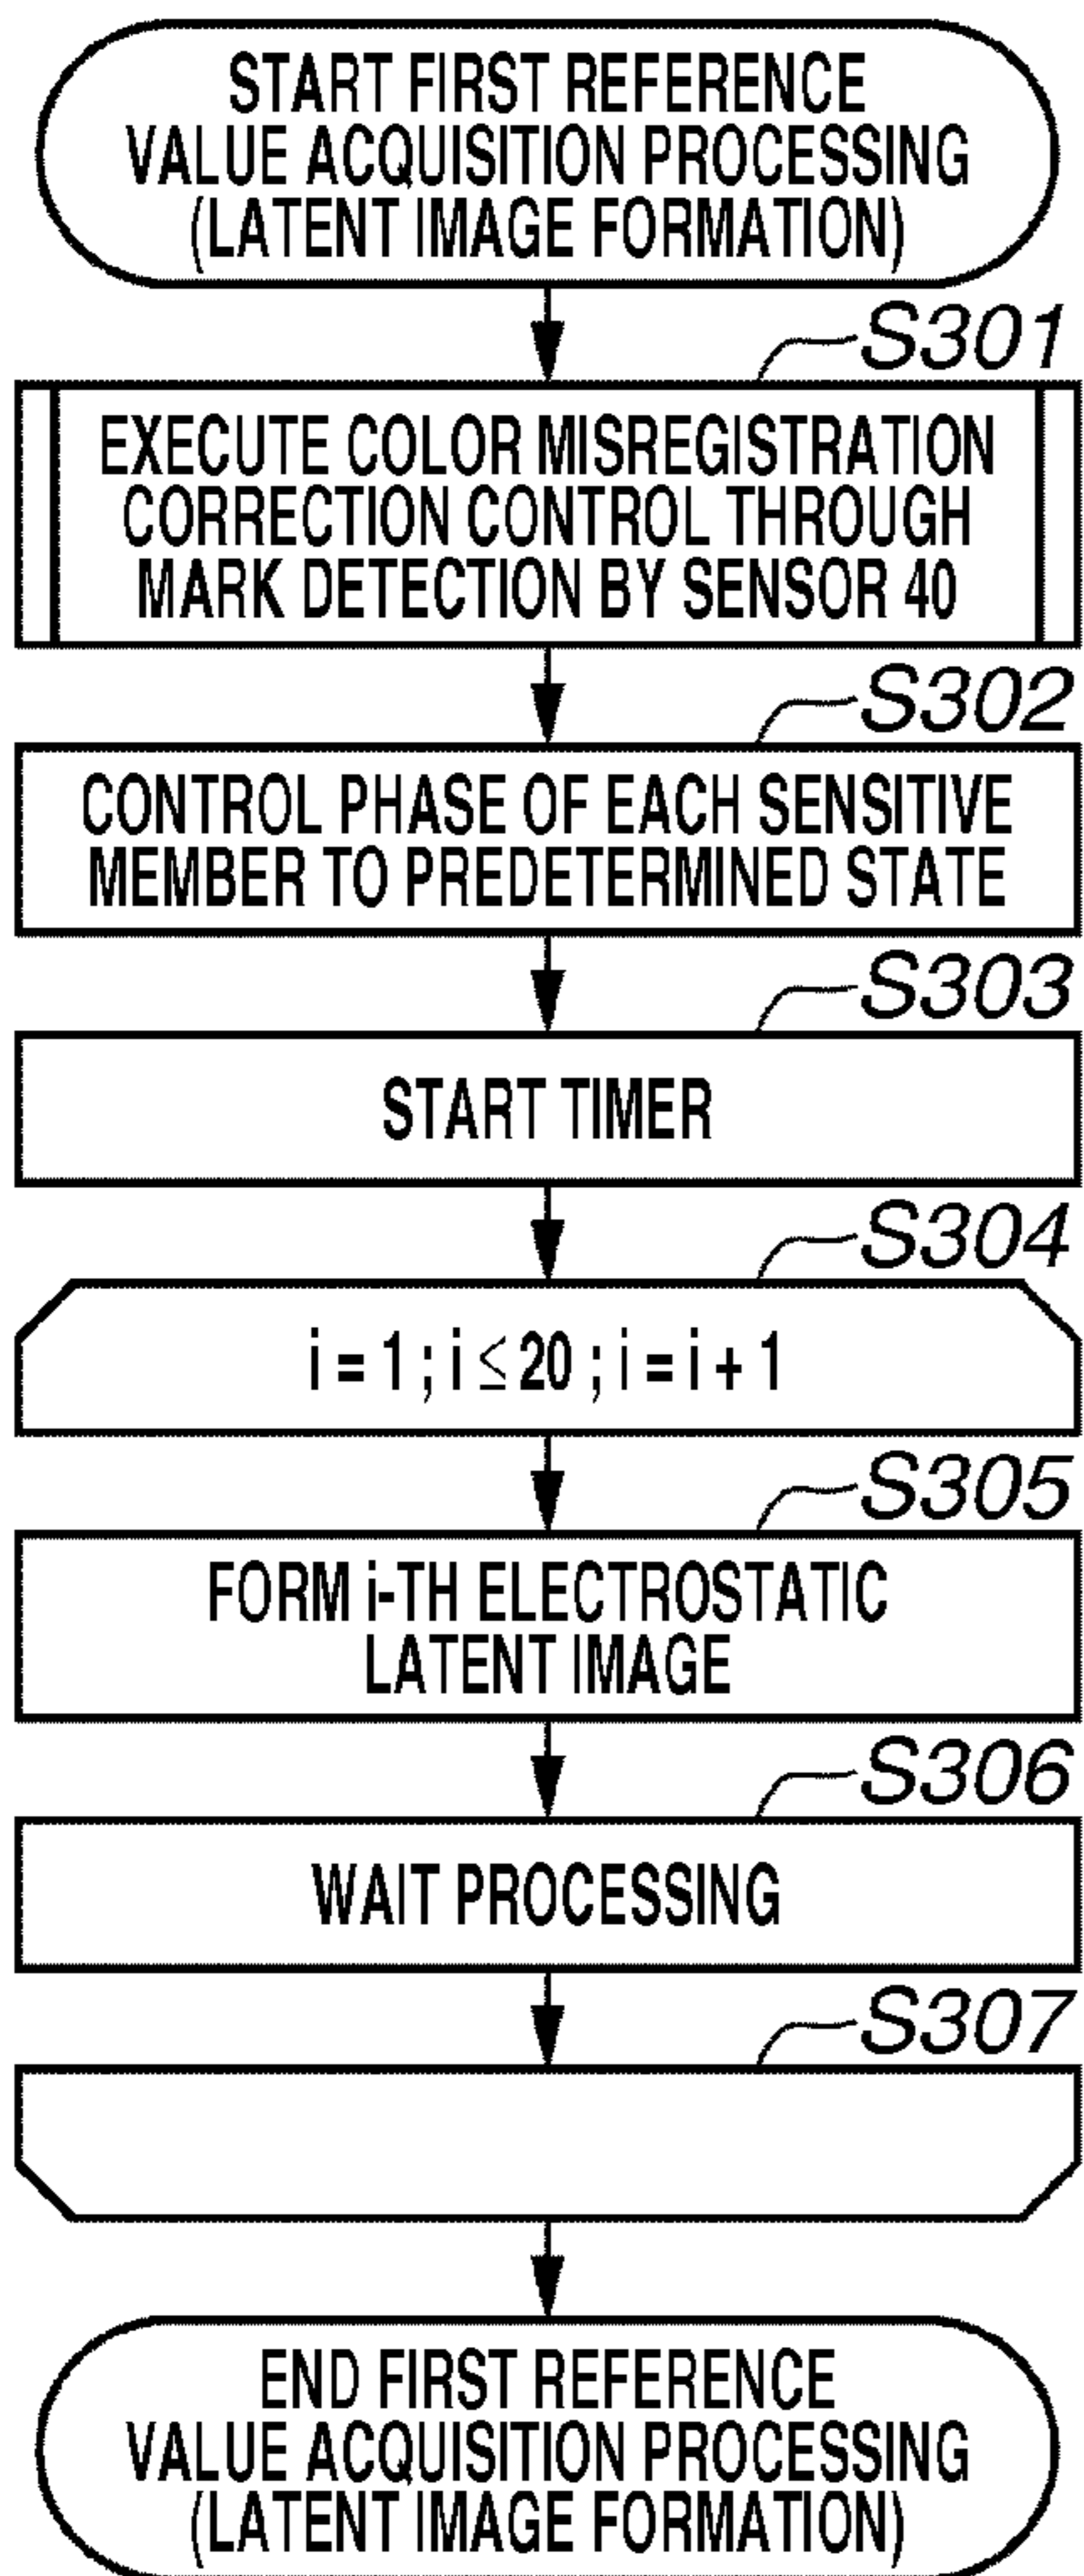 START FIRST REFERENCE
VALUE ACQUISITION PROCESSING
(LATENT IMAGE FORMATION)
S301
EXECUTE COLOR MISREGISTRATION
CORRECTION CONTROL THROUGH
MARK DETECTION BY SENSOR 40
S302
CONTROL PHASE OF EACH SENSITIVE
MEMBER TO PREDETERMINED STATE
S303
START TIMER
S304
i = 1 ; i ≤ 20 ; i = i + 1
S305
FORM i-TH ELECTROSTATIC
LATENT IMAGE
S306
WAIT PROCESSING
S307
END FIRST REFERENCE
VALUE ACQUISITION PROCESSING
(LATENT IMAGE FORMATION)